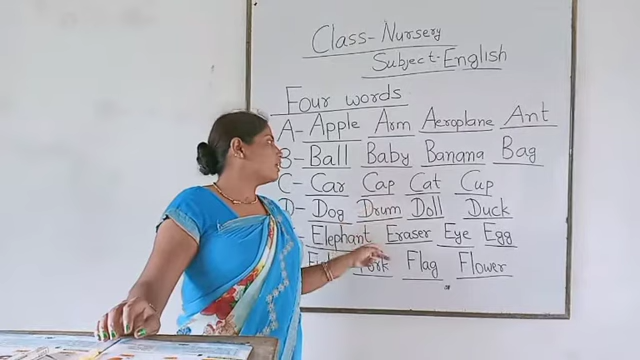 Class - Nursery
Subject - English
Four words
A - Apple Arm Aeroplane Ant
B - Ball Baby Banana Bag
C - Car Cap Cat Cup
D - Dog Drum Doll Duck
- Elephant Eraser Eye Egg
Flag Flower